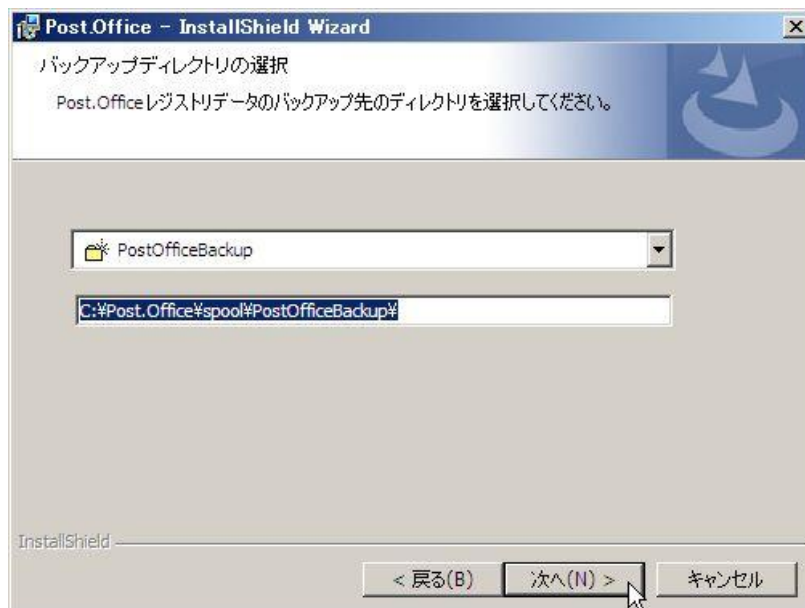 Post.Office - InstallShield Wizard
バックアップディレクトリの選択
Post.Officeレジストリデータのバックアップ先のディレクトリを選択してください。
PostOfficeBackup
C:¥Post.Office¥spool¥PostOfficeBackup¥
InstallShield
< 戻る(B)
次へ(N) >
キャンセル